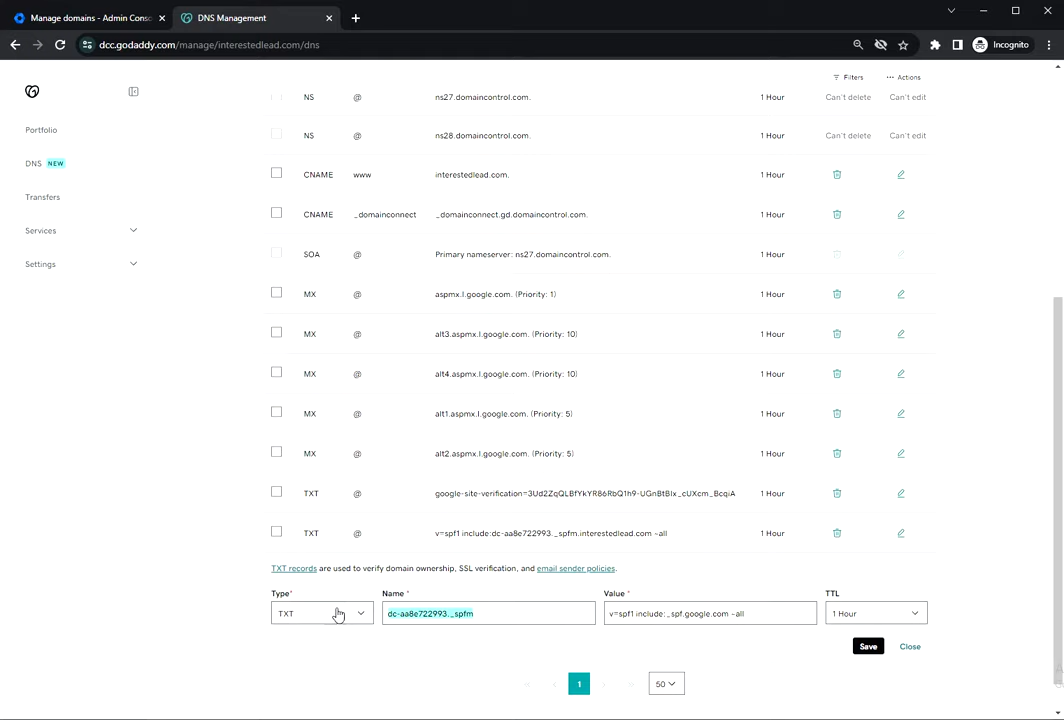 Manage domains - Admin Conso
DNS Management
dcc.godaddy.com/manage/interestedlead.com/dns
Incognito
Filters
Actions
Portfolio
DNS NEW
Transfers
Services
Settings
NS @ ns27.domaincontrol.com. 1 Hour Can't delete Can't edit
NS @ ns28.domaincontrol.com. 1 Hour Can't delete Can't edit
CNAME www interestedlead.com. 1 Hour
CNAME _domainconnect _domainconnect.gd.domaincontrol.com. 1 Hour
SOA @ Primary nameserver: ns27.domaincontrol.com. 1 Hour
MX @ aspmx.l.google.com. (Priority: 1) 1 Hour
MX @ alt3.aspmx.l.google.com. (Priority: 10) 1 Hour
MX @ alt4.aspmx.l.google.com. (Priority: 10) 1 Hour
MX @ alt1.aspmx.l.google.com. (Priority: 5) 1 Hour
MX @ alt2.aspmx.l.google.com. (Priority: 5) 1 Hour
TXT @ google-site-verification=3Ud2ZqQLBfYkYR86RbQ1h9-UGnBtBIx_cUXcm_BcqiA 1 Hour
TXT @ v=spf1 include:dc-aa8e722993._spfm.interestedlead.com ~all 1 Hour
TXT records are used to verify domain ownership, SSL verification, and email sender policies.
Type* Name * Value * TTL
TXT dc-aa8e722993._spfm v=spf1 include:_spf.google.com ~all 1 Hour
Save Close
1 50